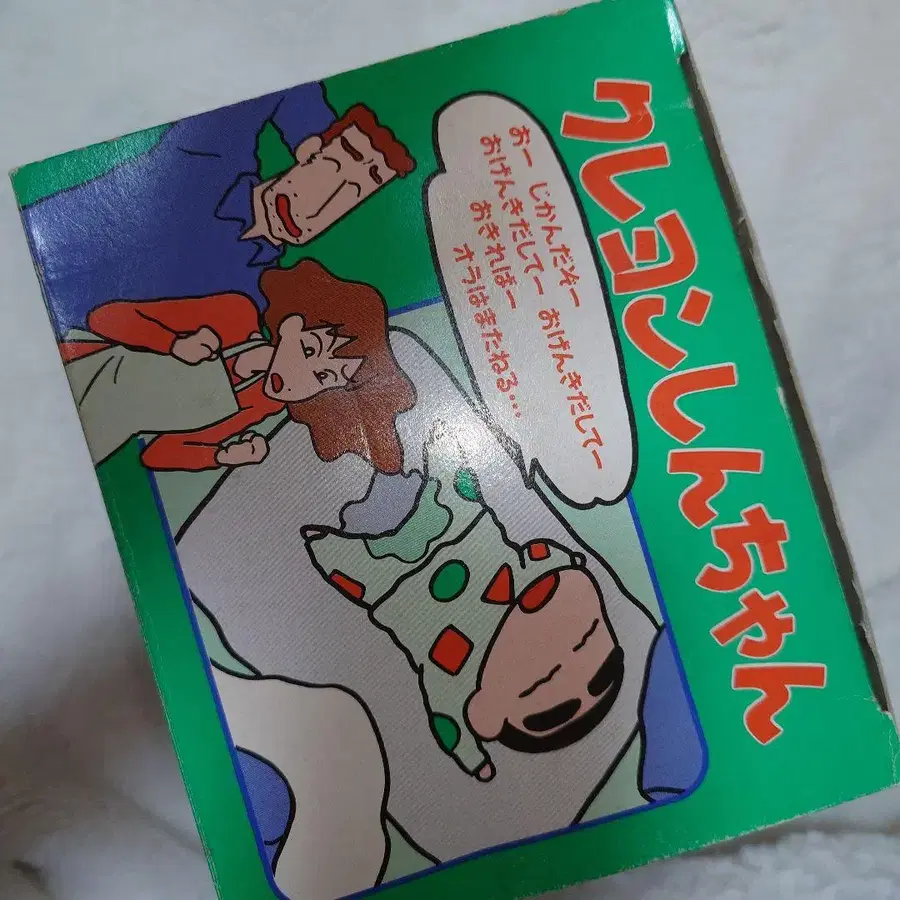 クレヨンしんちゃん
おー じかんだぞー
おげんきだしてー おげんきだしてー
おきればー
オラはまたねる…